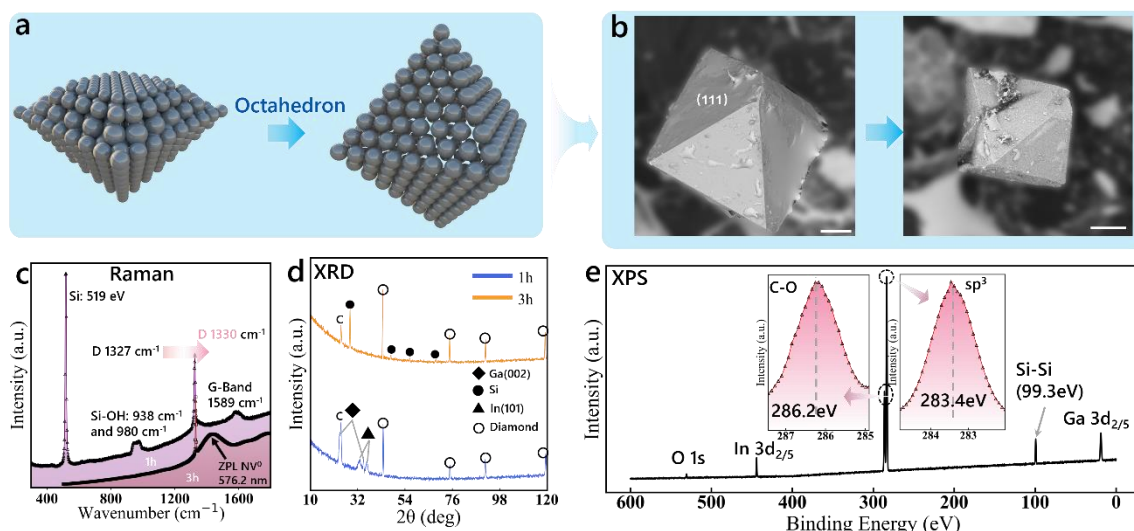 a
Octahedron
b
(111)
c
Raman
Si: 519 eV
D 1330 cm⁻¹
D 1327 cm⁻¹
G-Band
1589 cm⁻¹
Si-OH: 938 cm⁻¹
and 980 cm⁻¹
1h
3h
ZPL NV⁰
576.2 nm
Intensity (a.u.)
400 800 1200 1600
Wavenumber (cm⁻¹)
d
XRD
1h
3h
C
Ga(002)
Si
In(101)
Diamond
C
Intensity (a.u.)
10 32 54 76 98 120
2θ (deg)
e
XPS
C-O
286.2eV
Intensity (a.u.)
287 286 285
sp³
283.4eV
Intensity (a.u.)
284 283
Si-Si
(99.3eV)
Ga 3d2/5
In 3d2/5
O 1s
Intensity (a.u.)
600 500 400 300 200 100 0
Binding Energy (eV)